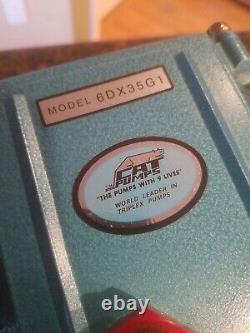 MODEL 6DX35G1
CAT
PUMPS
"THE PUMPS WITH 9 LIVES"
WORLD LEADER IN
TRIPLEX PUMPS